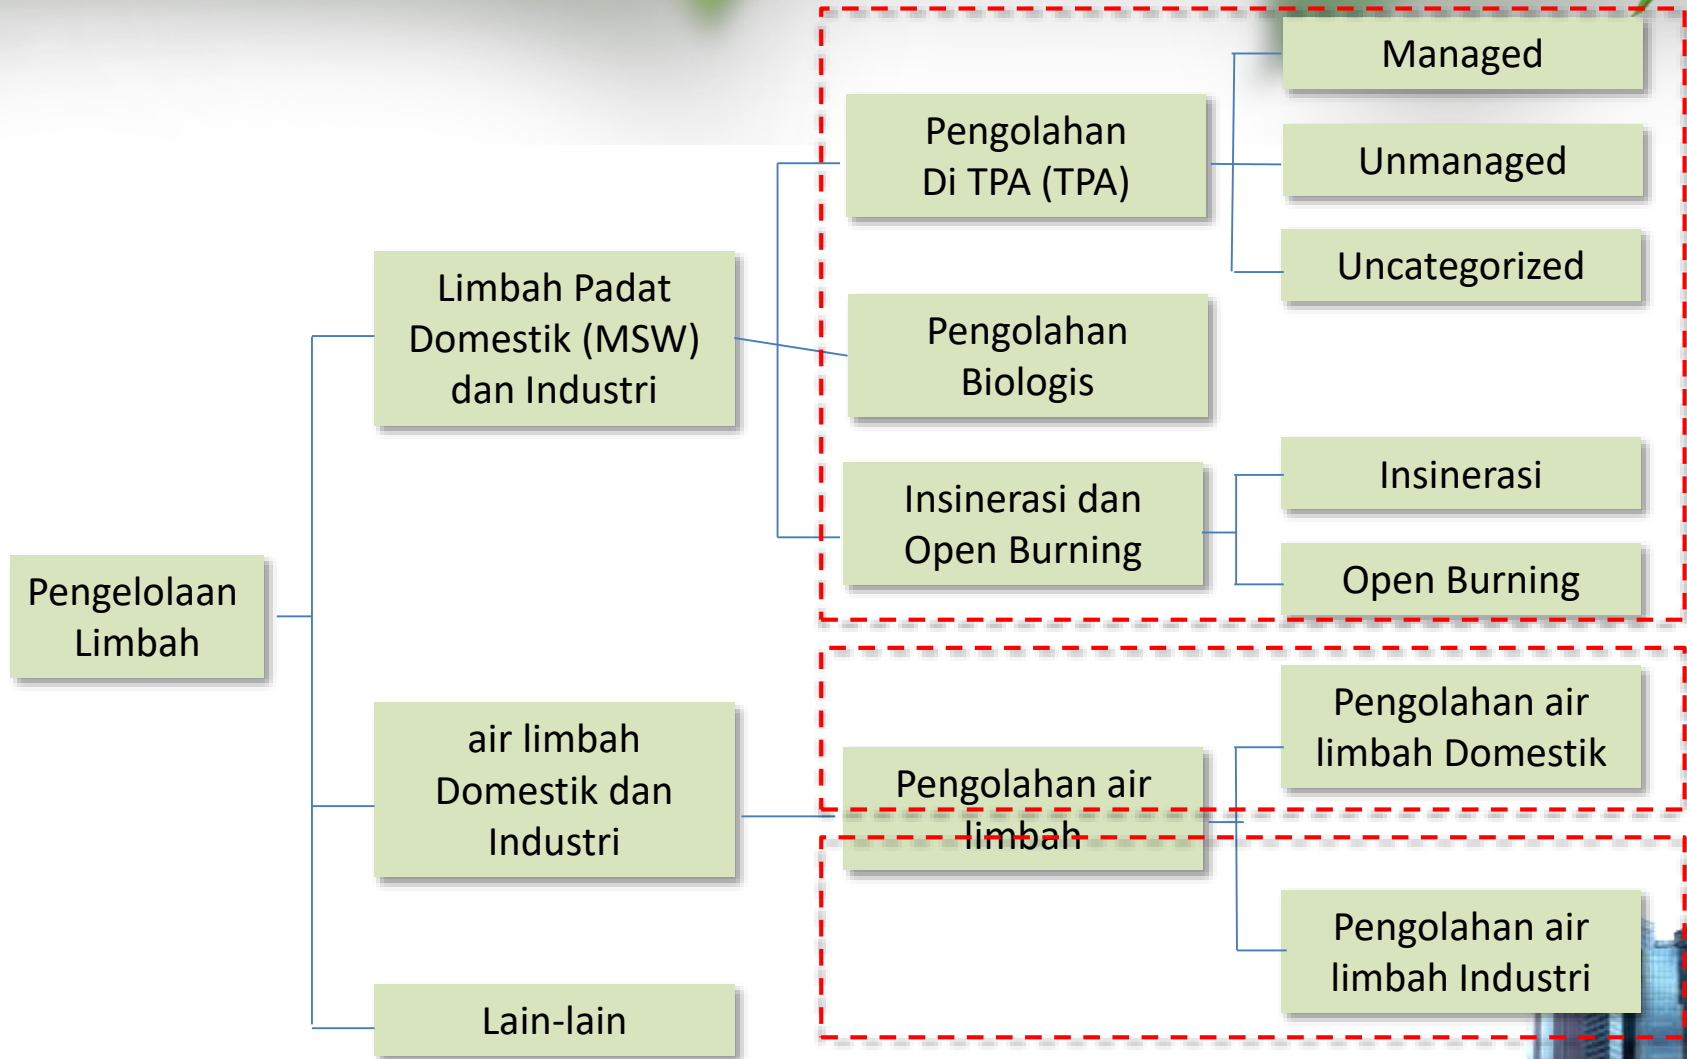 Pengelolaan
Limbah
Limbah Padat
Domestik (MSW)
dan Industri
Pengolahan
Di TPA (TPA)
Managed
Unmanaged
Uncategorized
Pengolahan
Biologis
Insinerasi dan
Open Burning
Insinerasi
Open Burning
air limbah
Domestik dan
Industri
Pengolahan air
limbah
Pengolahan air
limbah Domestik
Pengolahan air
limbah Industri
Lain-lain